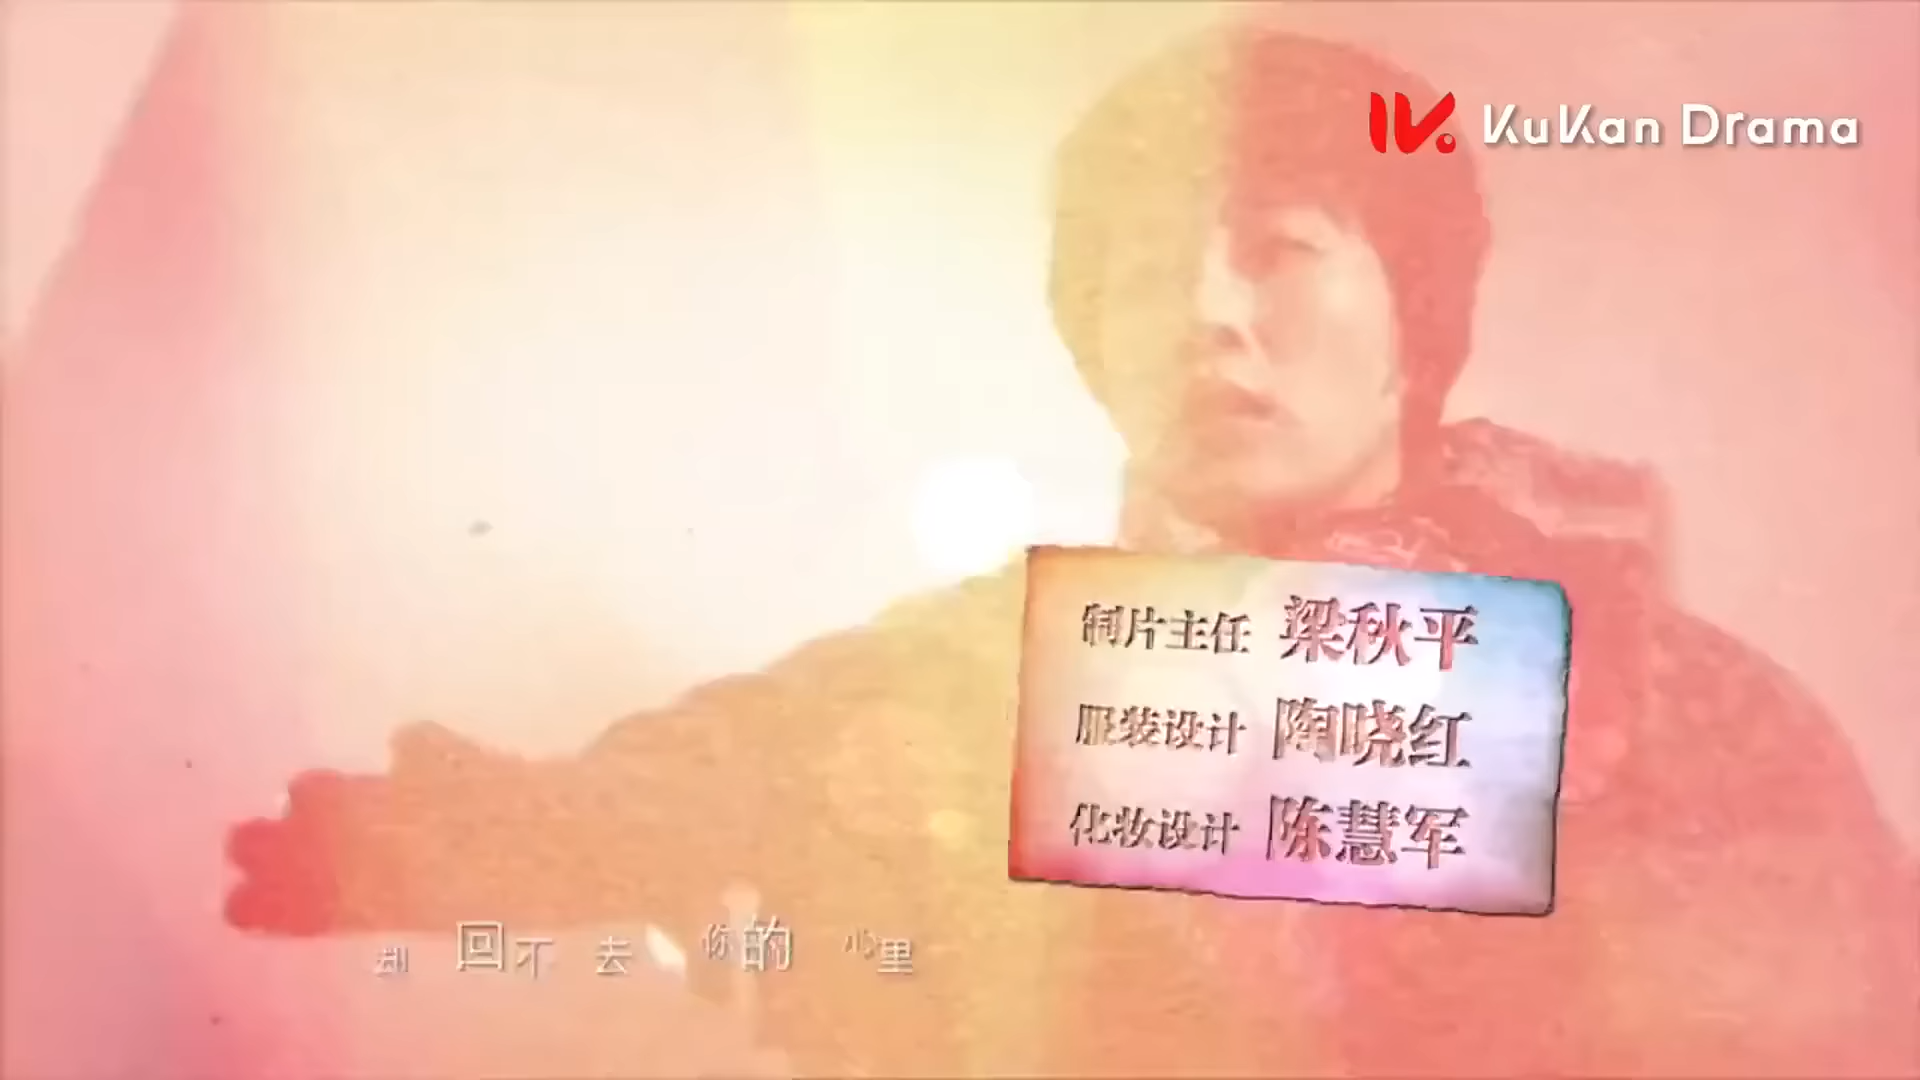 KuKan Drama
制片主任 梁秋平
服装设计 陶晓红
化妆设计 陈慧军
却回不去你的心里